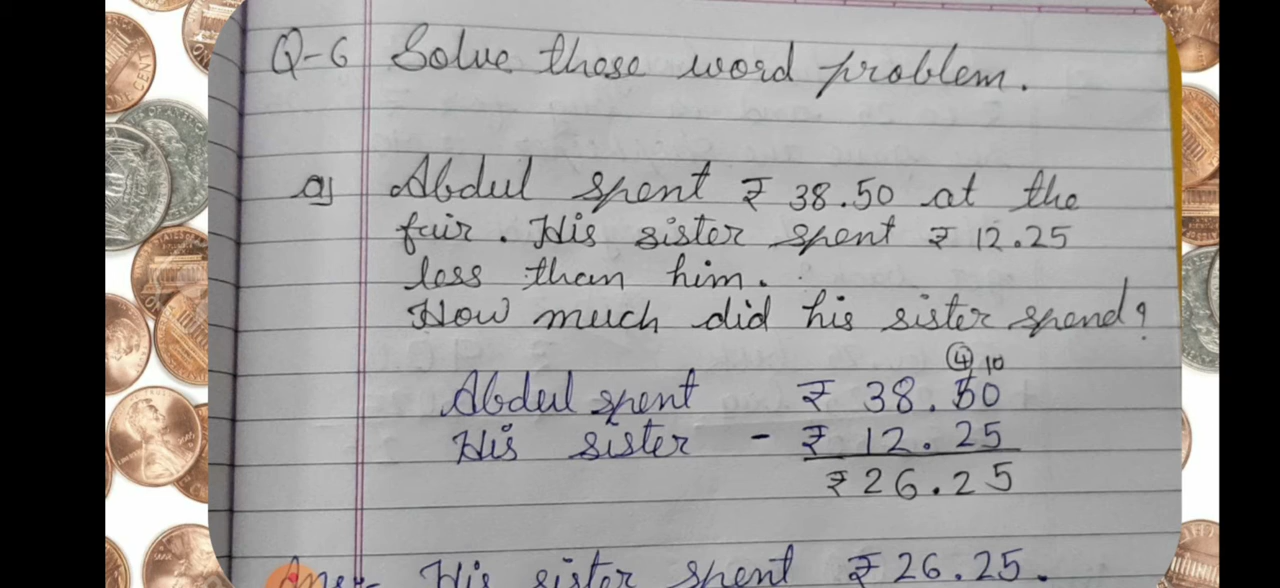 Q-6 Solve these word problem.
a) Abdul spent ₹ 38.50 at the
fair. His sister spent ₹ 12.25
less than him.
How much did his sister spend?
4 10
Abdul spent ₹ 38.50
His sister - ₹ 12.25
₹ 26.25
Ans- His sister spent ₹ 26.25.